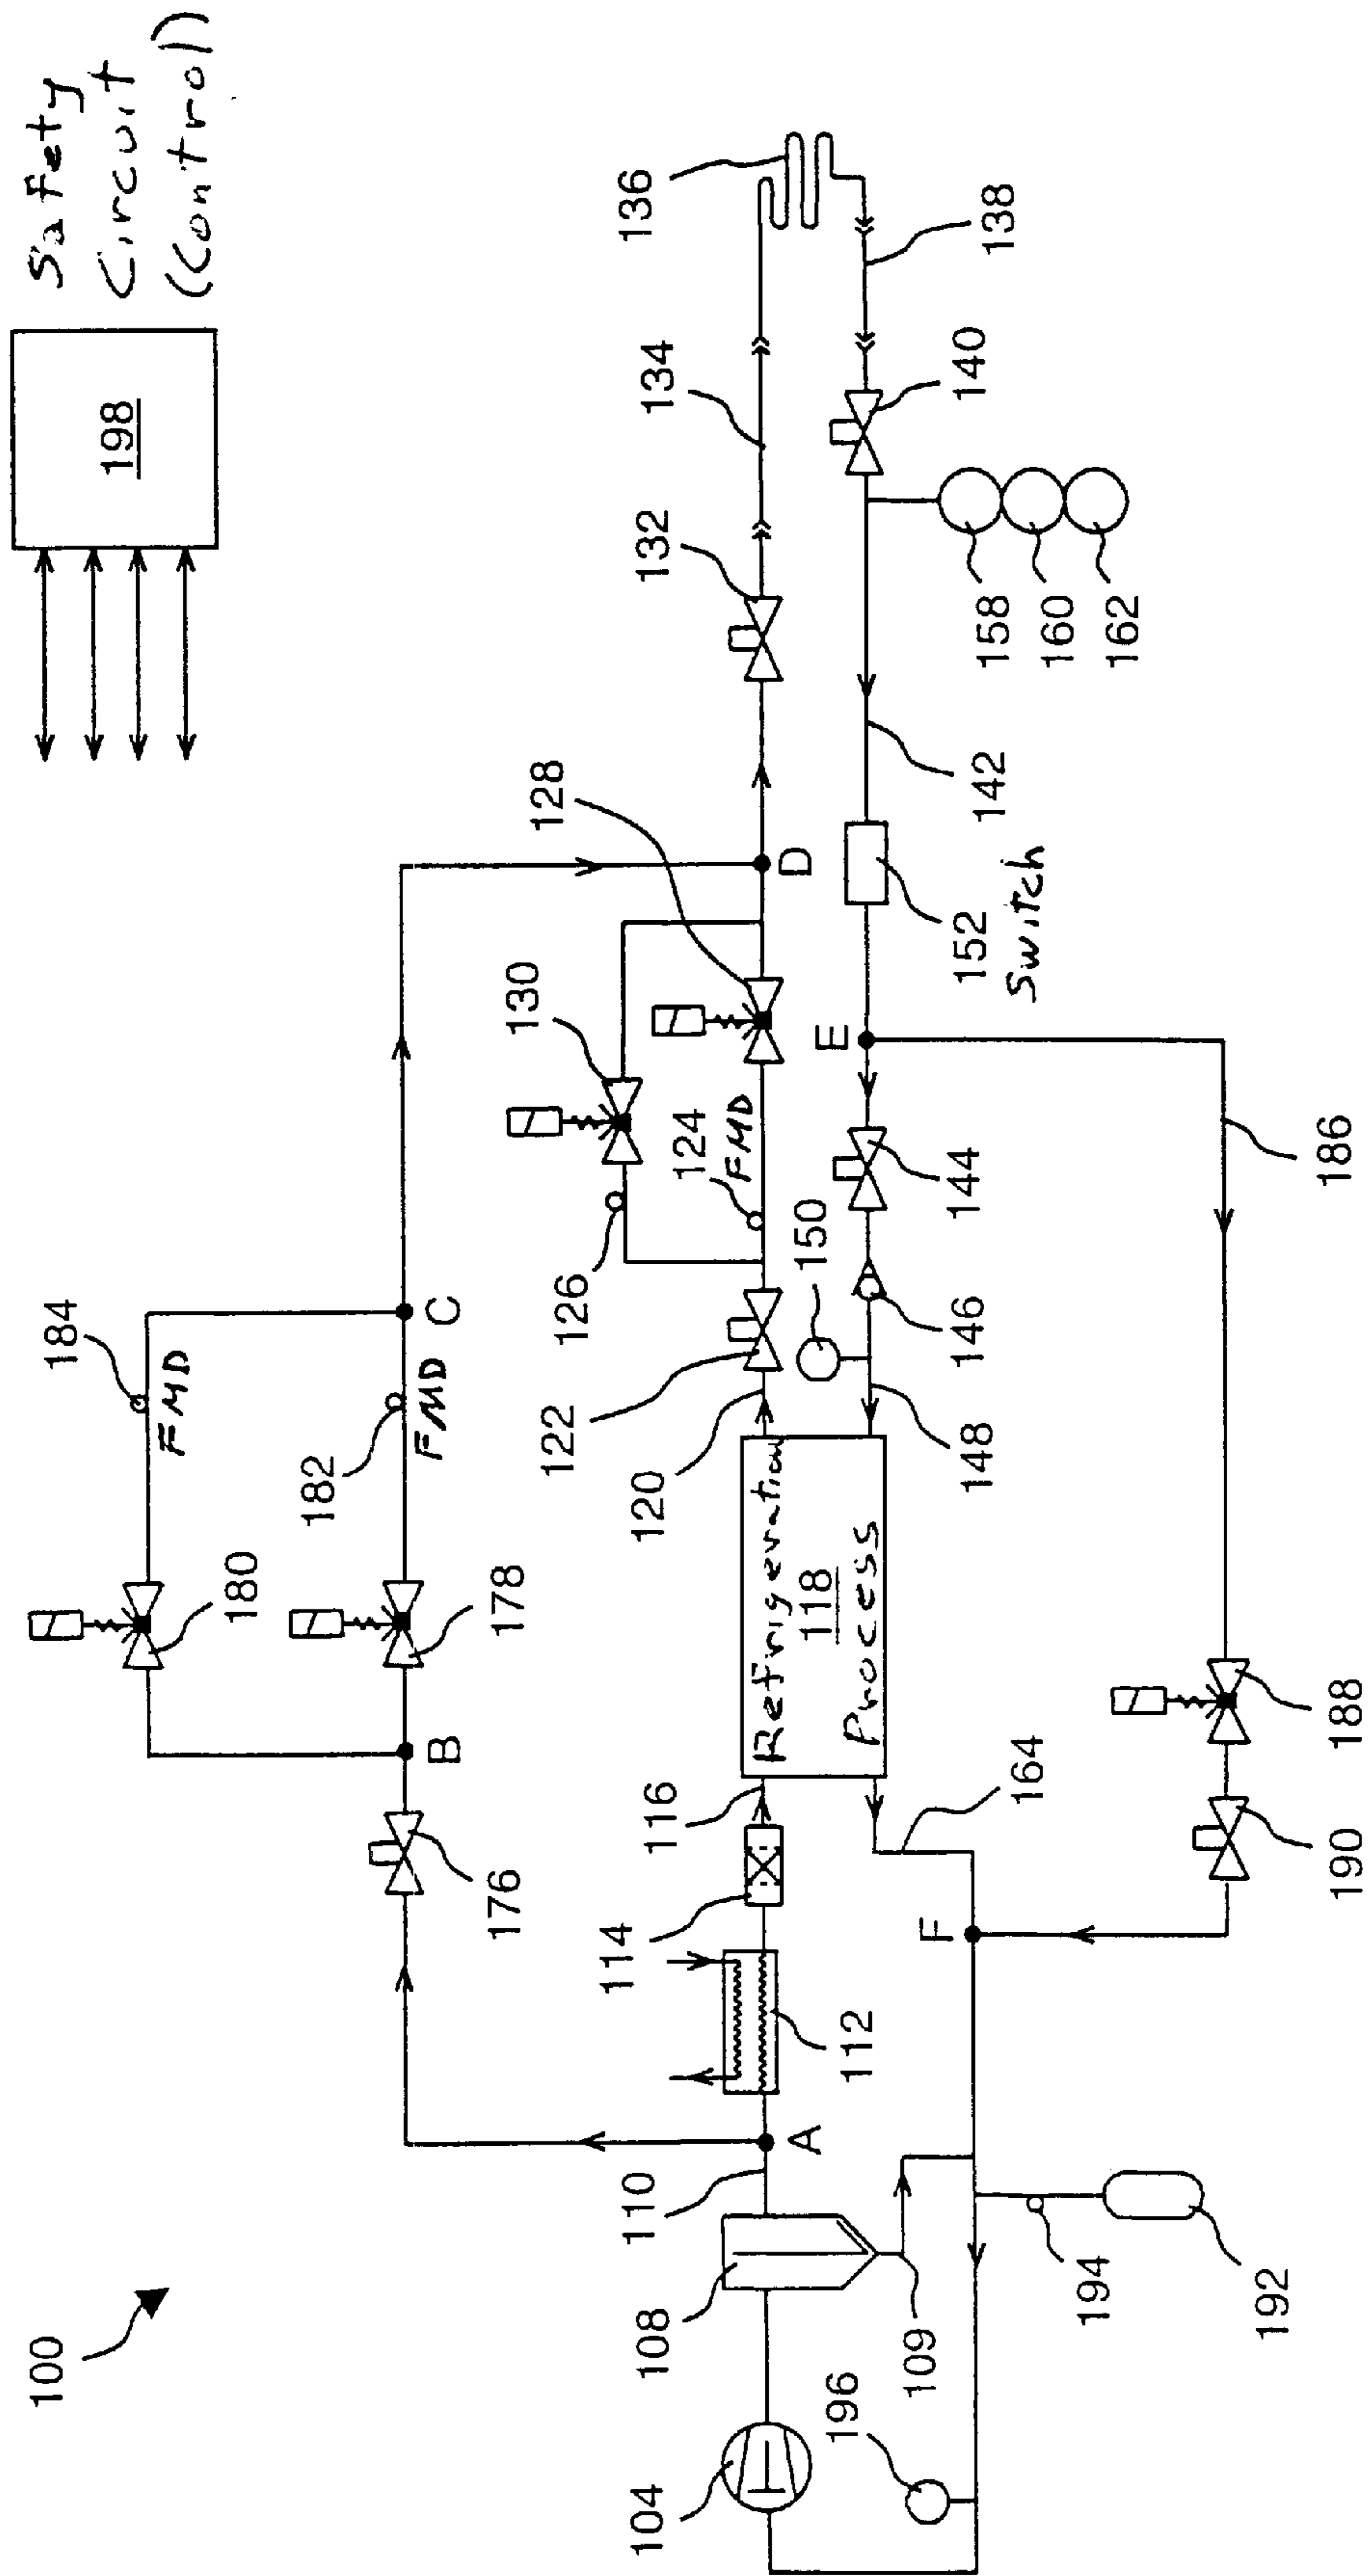 100
198
Safety
Circuit
(Control)
184
FMD
180
182
FMD
C
178
B
176
130
128
126
124
FMD
D
132
134
136
138
140
122
120
150
146
144
E
152
Switch
142
158
160
162
148
Refrigeration
118
Process
116
114
112
A
110
108
109
104
196
194
192
F
164
190
188
186